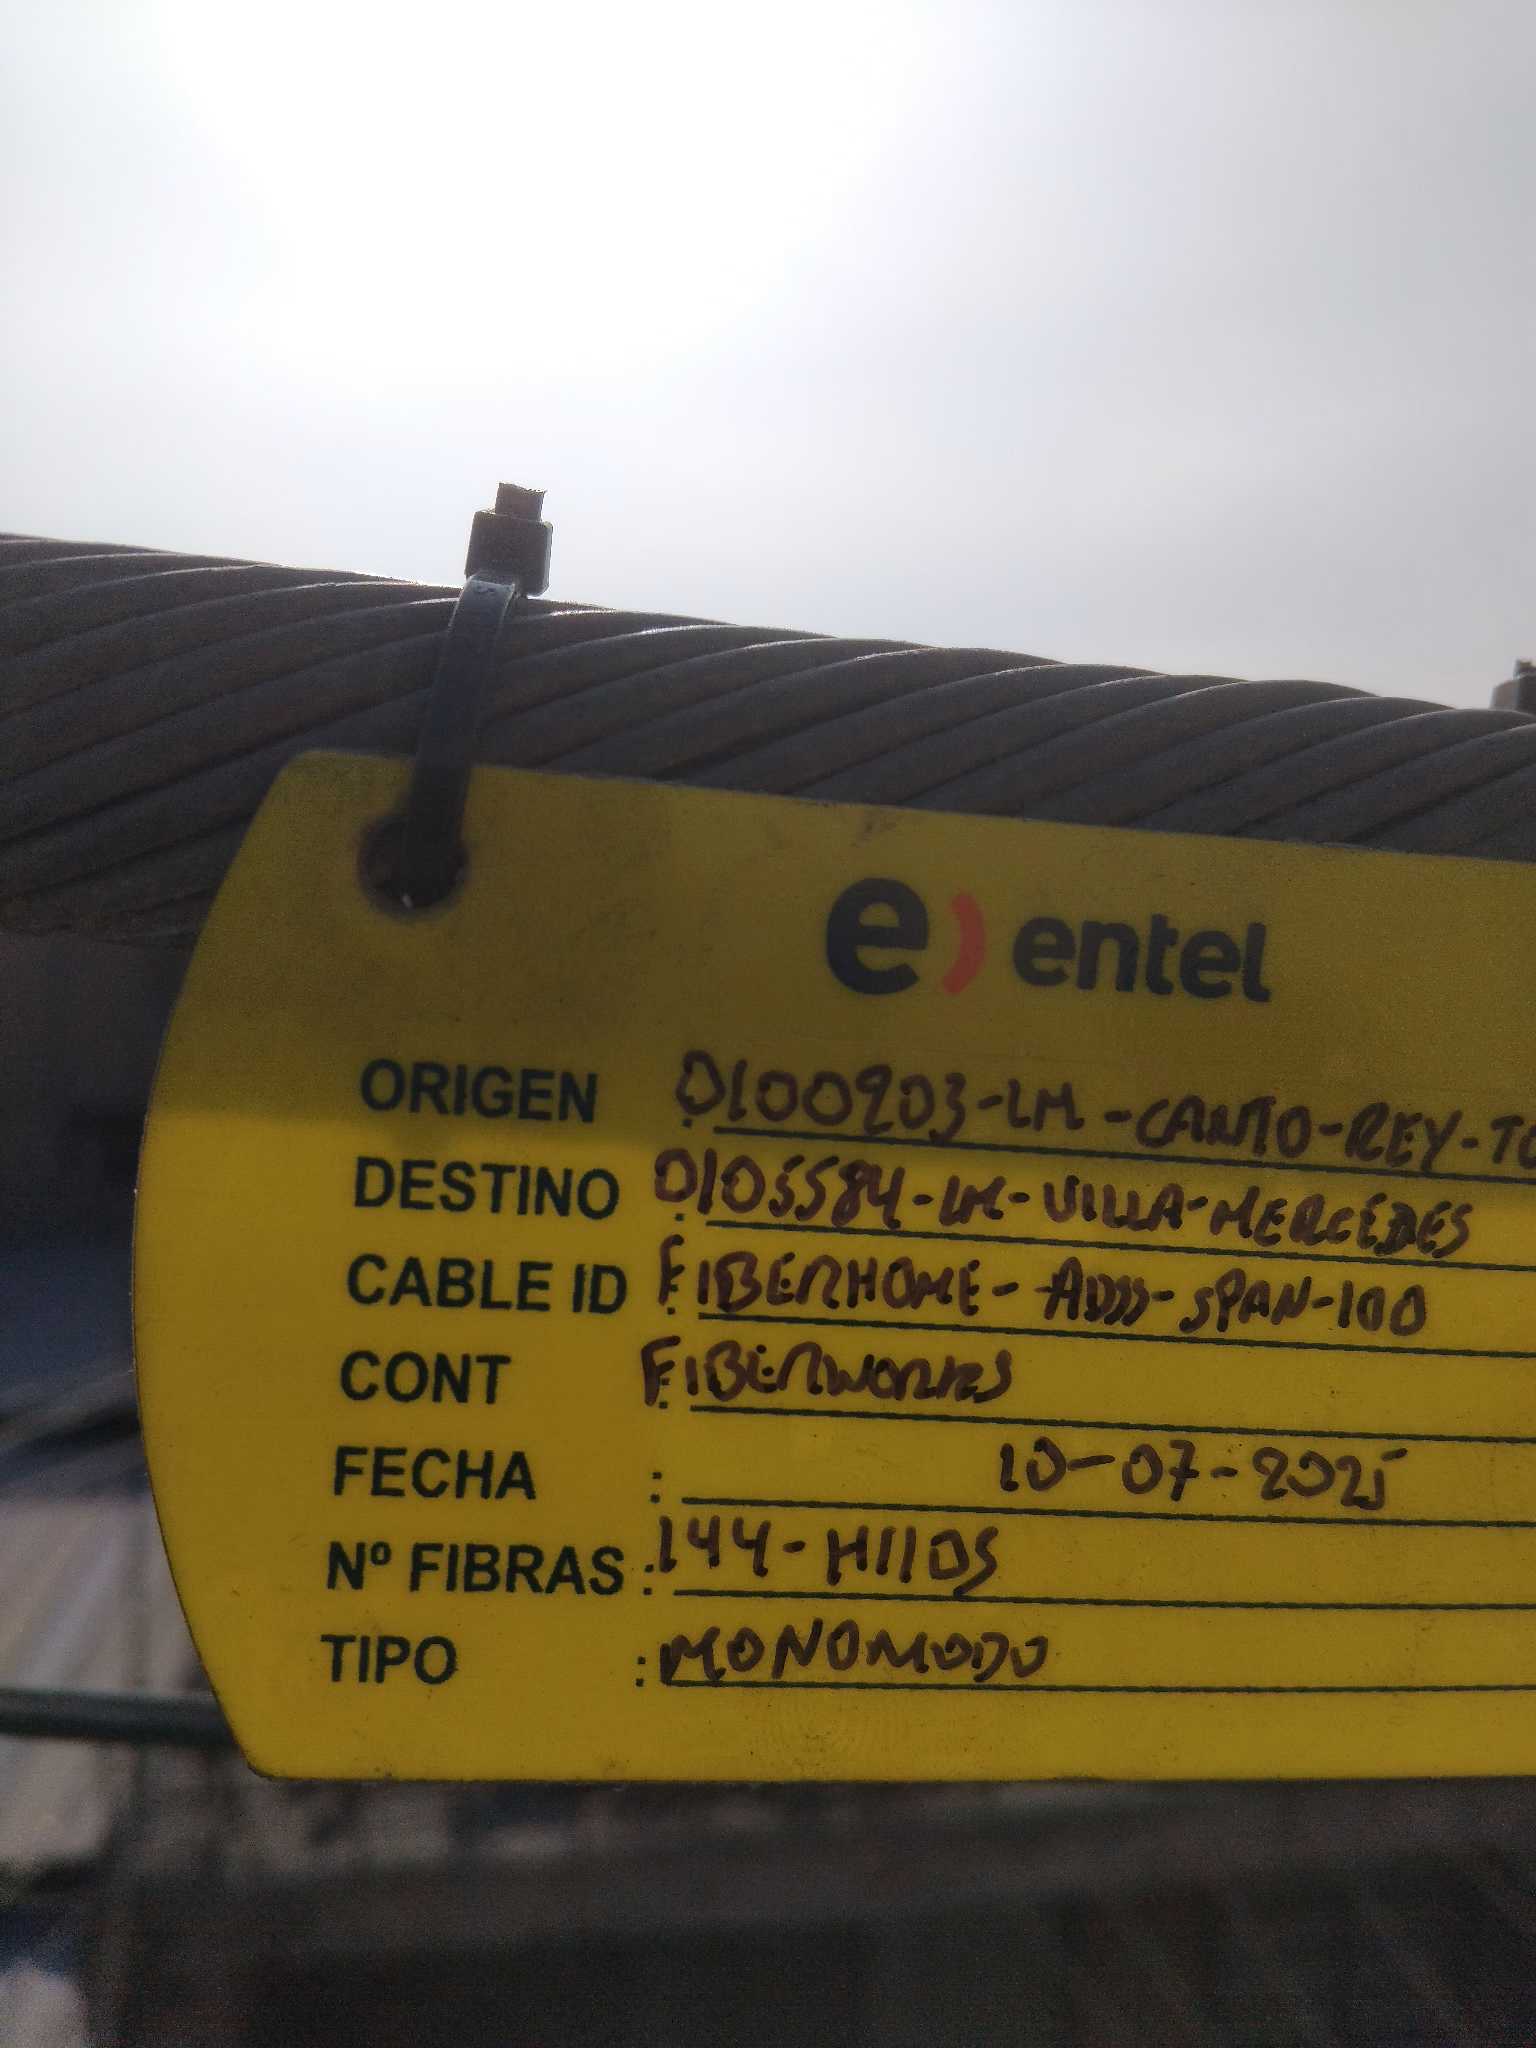 e) entel
ORIGEN : 0100903-LM-CANTO-REY-TO
DESTINO : 0105584-LM-VILLA-MERCEDES
CABLE ID : FIBERHOME-ADSS-SPAN-100
CONT : FIBERWORKS
FECHA : 10-07-2025
Nº FIBRAS : 144-HILOS
TIPO : MONOMODO